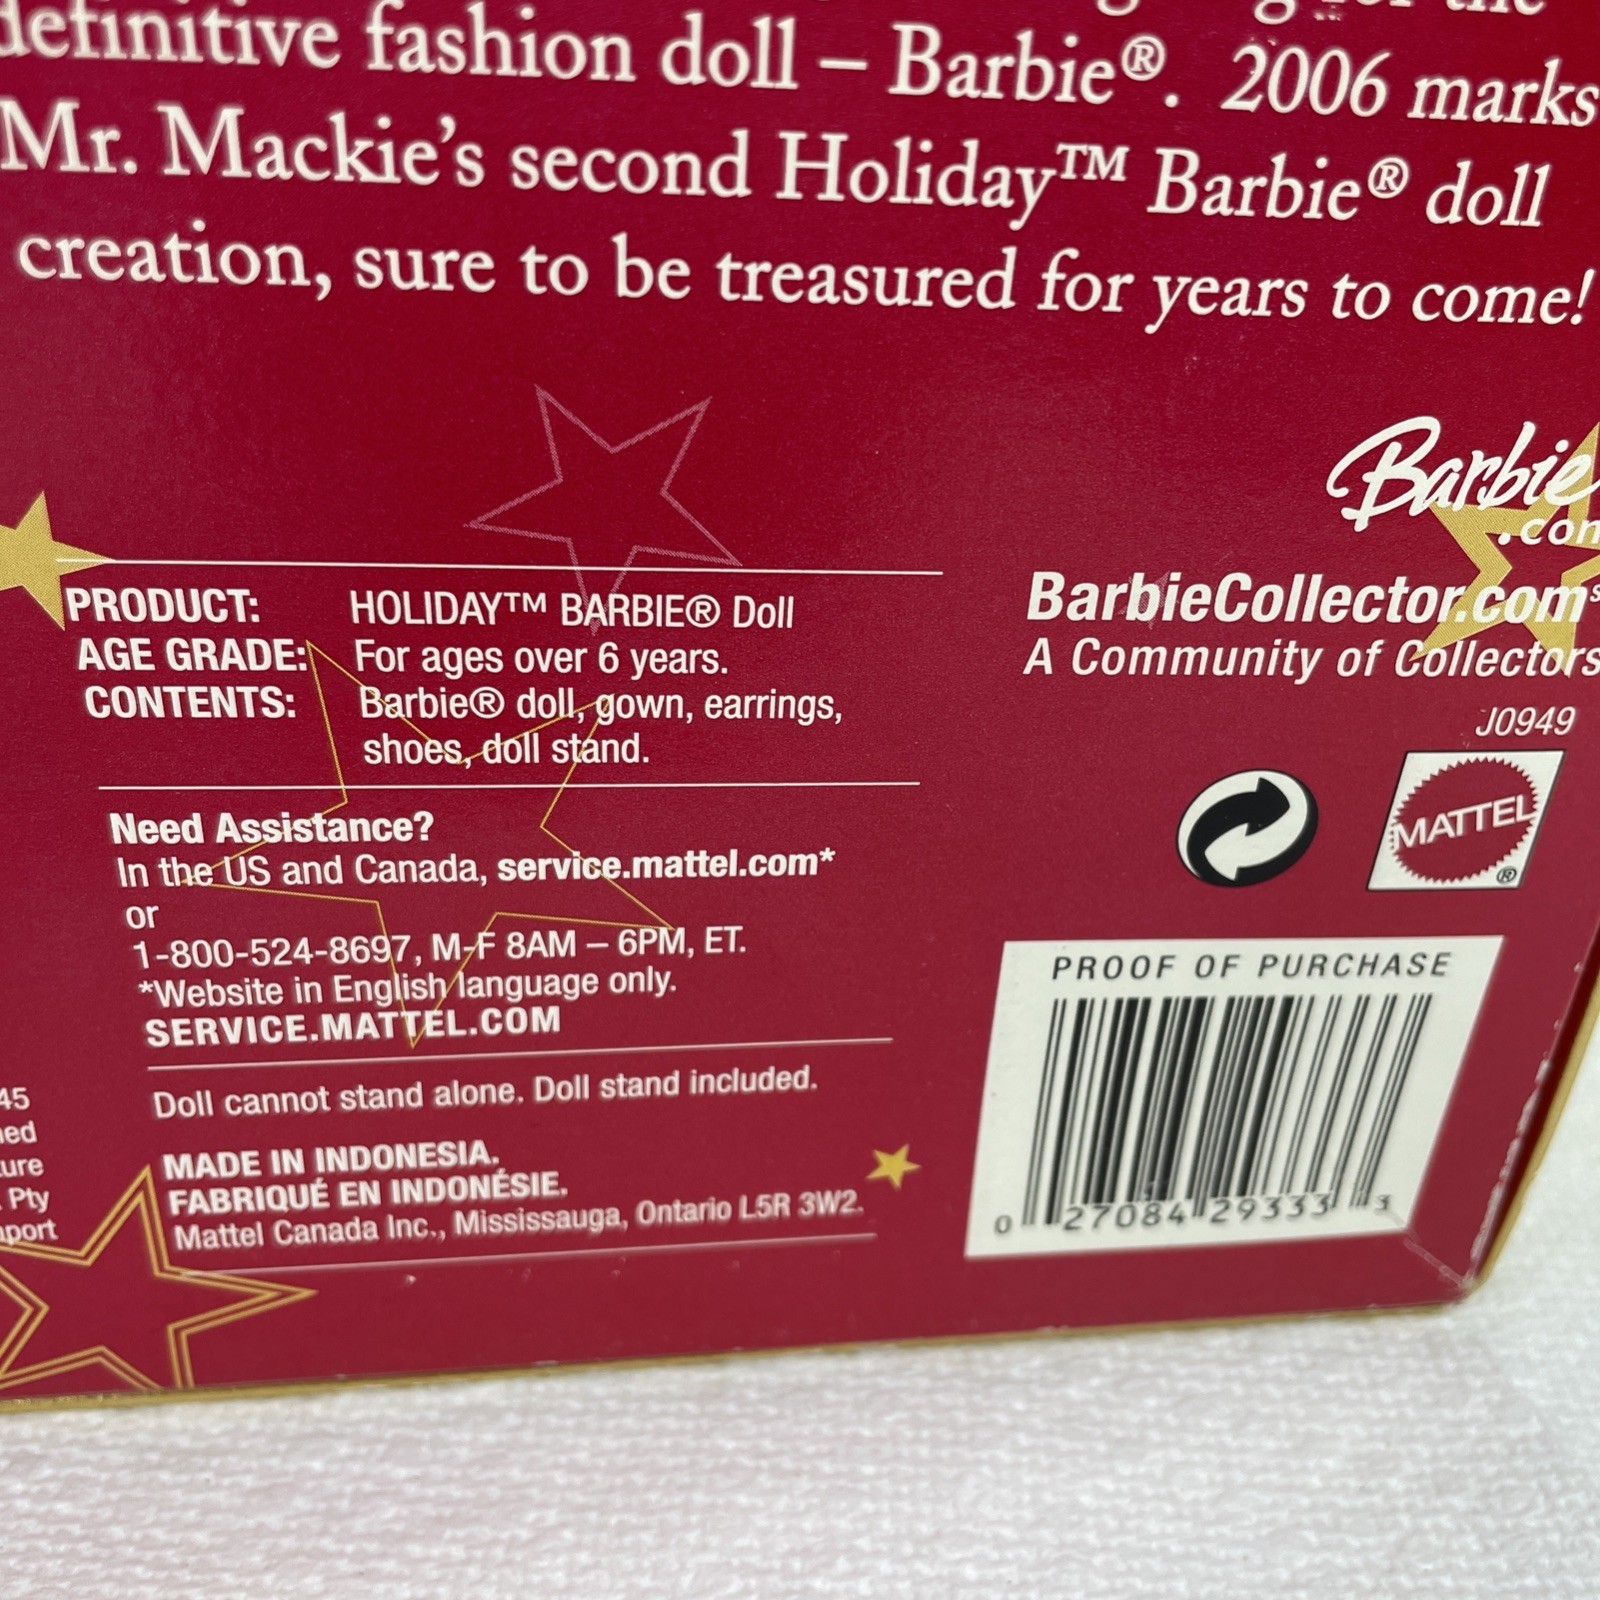 for the
definitive fashion doll – Barbie®. 2006 marks
Mr. Mackie's second Holiday™ Barbie® doll
creation, sure to be treasured for years to come!
Barbie
.com
PRODUCT: HOLIDAY™ BARBIE® Doll
AGE GRADE: For ages over 6 years.
CONTENTS: Barbie® doll, gown, earrings,
shoes, doll stand.
BarbieCollector.com
A Community of Collectors
J0949
MATTEL
®
Need Assistance?
In the US and Canada, service.mattel.com*
or
1-800-524-8697, M-F 8AM – 6PM, ET.
*Website in English language only.
SERVICE.MATTEL.COM
Doll cannot stand alone. Doll stand included.
MADE IN INDONESIA.
FABRIQUÉ EN INDONÉSIE.
Mattel Canada Inc., Mississauga, Ontario L5R 3W2.
PROOF OF PURCHASE
0 27084 29333 3
45
Pty